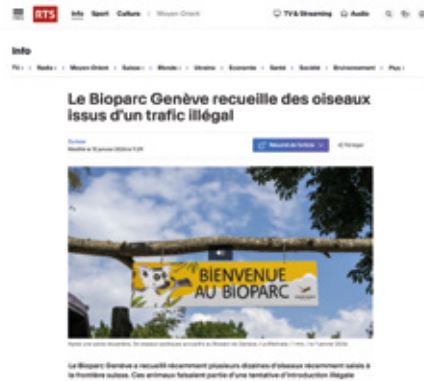 RTS Info Sport Culture Moyen-Orient TV & Streaming Audio
Info
TV Radio Moyen-Orient Suisse Monde Ukraine Economie Santé Société Environnement Plus
Le Bioparc Genève recueille des oiseaux
issus d'un trafic illégal
Résumé de l'article Partager
BIENVENUE
AU BIOPARC
Le Bioparc Genève a recueilli récemment plusieurs dizaines d'oiseaux récemment saisis à
la frontière suisse. Ces animaux faisaient partie d'une tentative d'introduction illégale